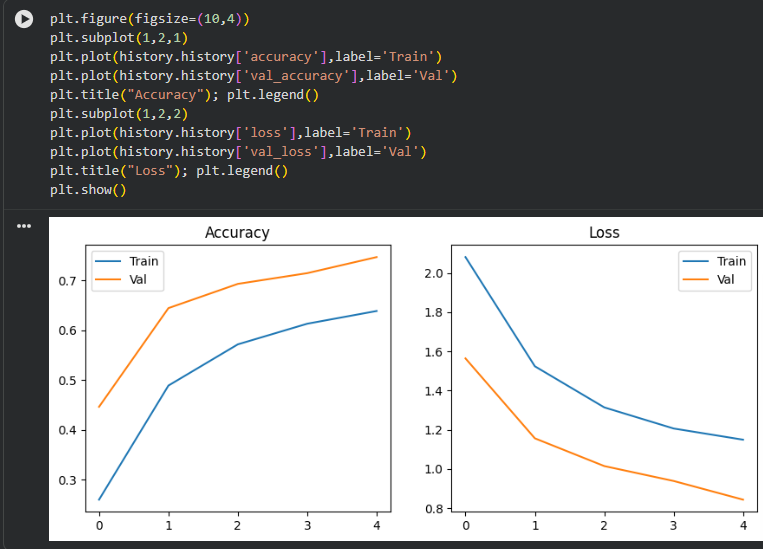 plt.figure(figsize=(10,4))
plt.subplot(1,2,1)
plt.plot(history.history['accuracy'],label='Train')
plt.plot(history.history['val_accuracy'],label='Val')
plt.title("Accuracy"); plt.legend()
plt.subplot(1,2,2)
plt.plot(history.history['loss'],label='Train')
plt.plot(history.history['val_loss'],label='Val')
plt.title("Loss"); plt.legend()
plt.show()
Accuracy
Train
Val
0.7
0.6
0.5
0.4
0.3
0 1 2 3 4
Loss
Train
Val
2.0
1.8
1.6
1.4
1.2
1.0
0.8
0 1 2 3 4